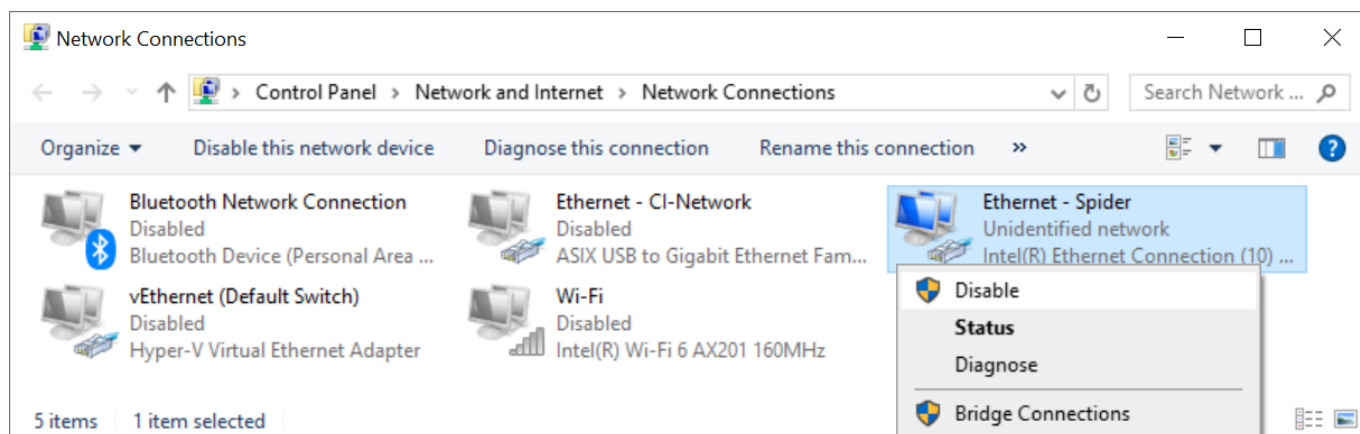 Network Connections
Control Panel > Network and Internet > Network Connections
Search Network ...
Organize
Disable this network device
Diagnose this connection
Rename this connection
»
?
Bluetooth Network Connection
Disabled
Bluetooth Device (Personal Area ...
Ethernet - CI-Network
Disabled
ASIX USB to Gigabit Ethernet Fam...
Ethernet - Spider
Unidentified network
Intel(R) Ethernet Connection (10) ...
vEthernet (Default Switch)
Disabled
Hyper-V Virtual Ethernet Adapter
Wi-Fi
Disabled
Intel(R) Wi-Fi 6 AX201 160MHz
Disable
Status
Diagnose
Bridge Connections
5 items
1 item selected